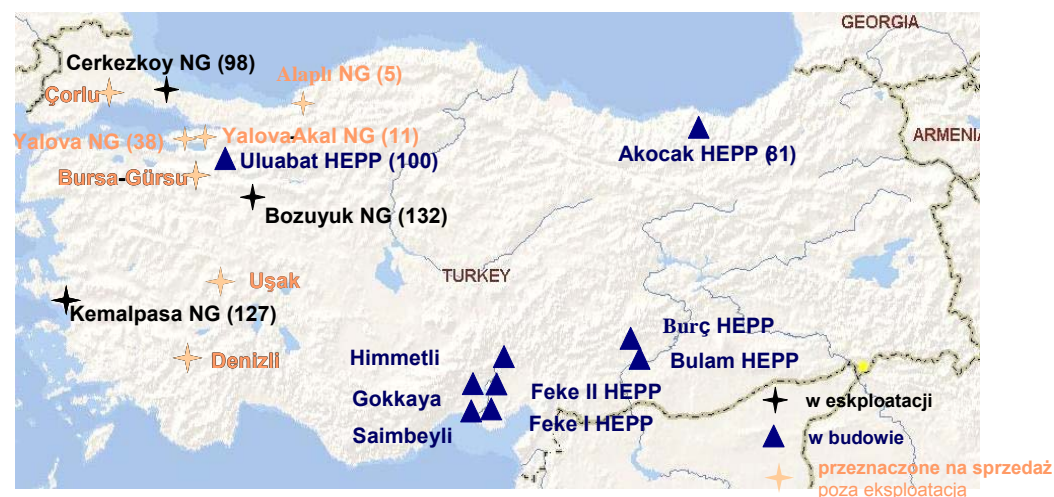 GEORGIA
Cerkezkoy NG (98)
Alaplı NG (5)
Çorlu
Yalova NG (38)
YalovaAkal NG (11)
ARMENIA
Akocak HEPP (81)
Uluabat HEPP (100)
Bursa-Gürsu
Bozuyuk NG (132)
TURKEY
Uşak
Kemalpasa NG (127)
Burç HEPP
Denizli
Himmetli
Bulam HEPP
Gokkaya
Feke II HEPP
w eskploatacji
Saimbeyli
Feke I HEPP
w budowie
przeznaczone na sprzedaż
poza eksploatacją